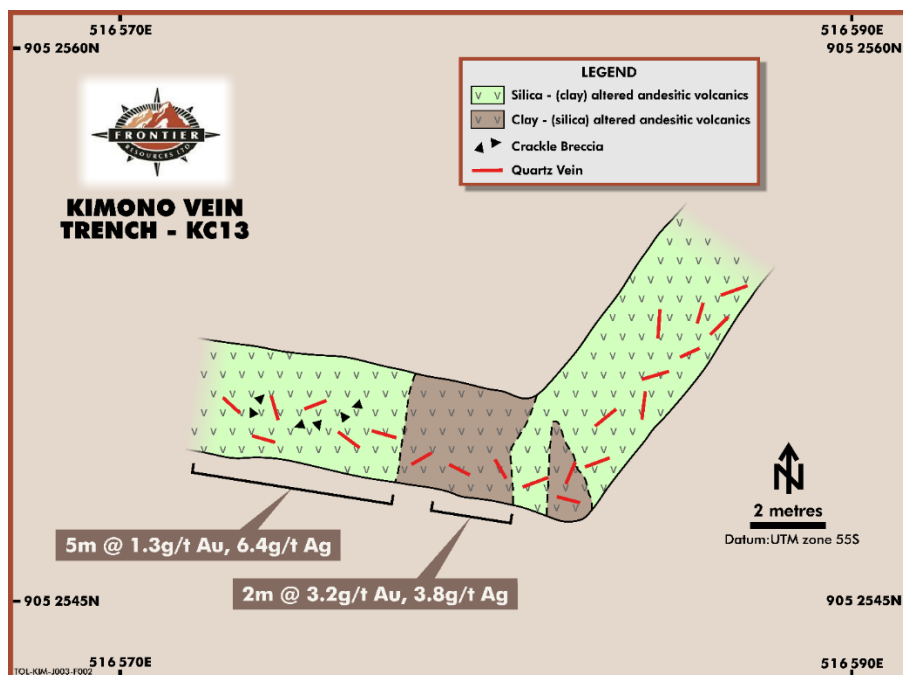 516 570E
516 590E
905 2560N
905 2560N
FRONTIER
RESOURCES LTD
KIMONO VEIN
TRENCH - KC13
LEGEND
Silica - (clay) altered andesitic volcanics
Clay - (silica) altered andesitic volcanics
Crackle Breccia
Quartz Vein
N
2 metres
Datum:UTM zone 55S
5m @ 1.3g/t Au, 6.4g/t Ag
2m @ 3.2g/t Au, 3.8g/t Ag
905 2545N
905 2545N
TOL-KIM-J003-F002
516 570E
516 590E